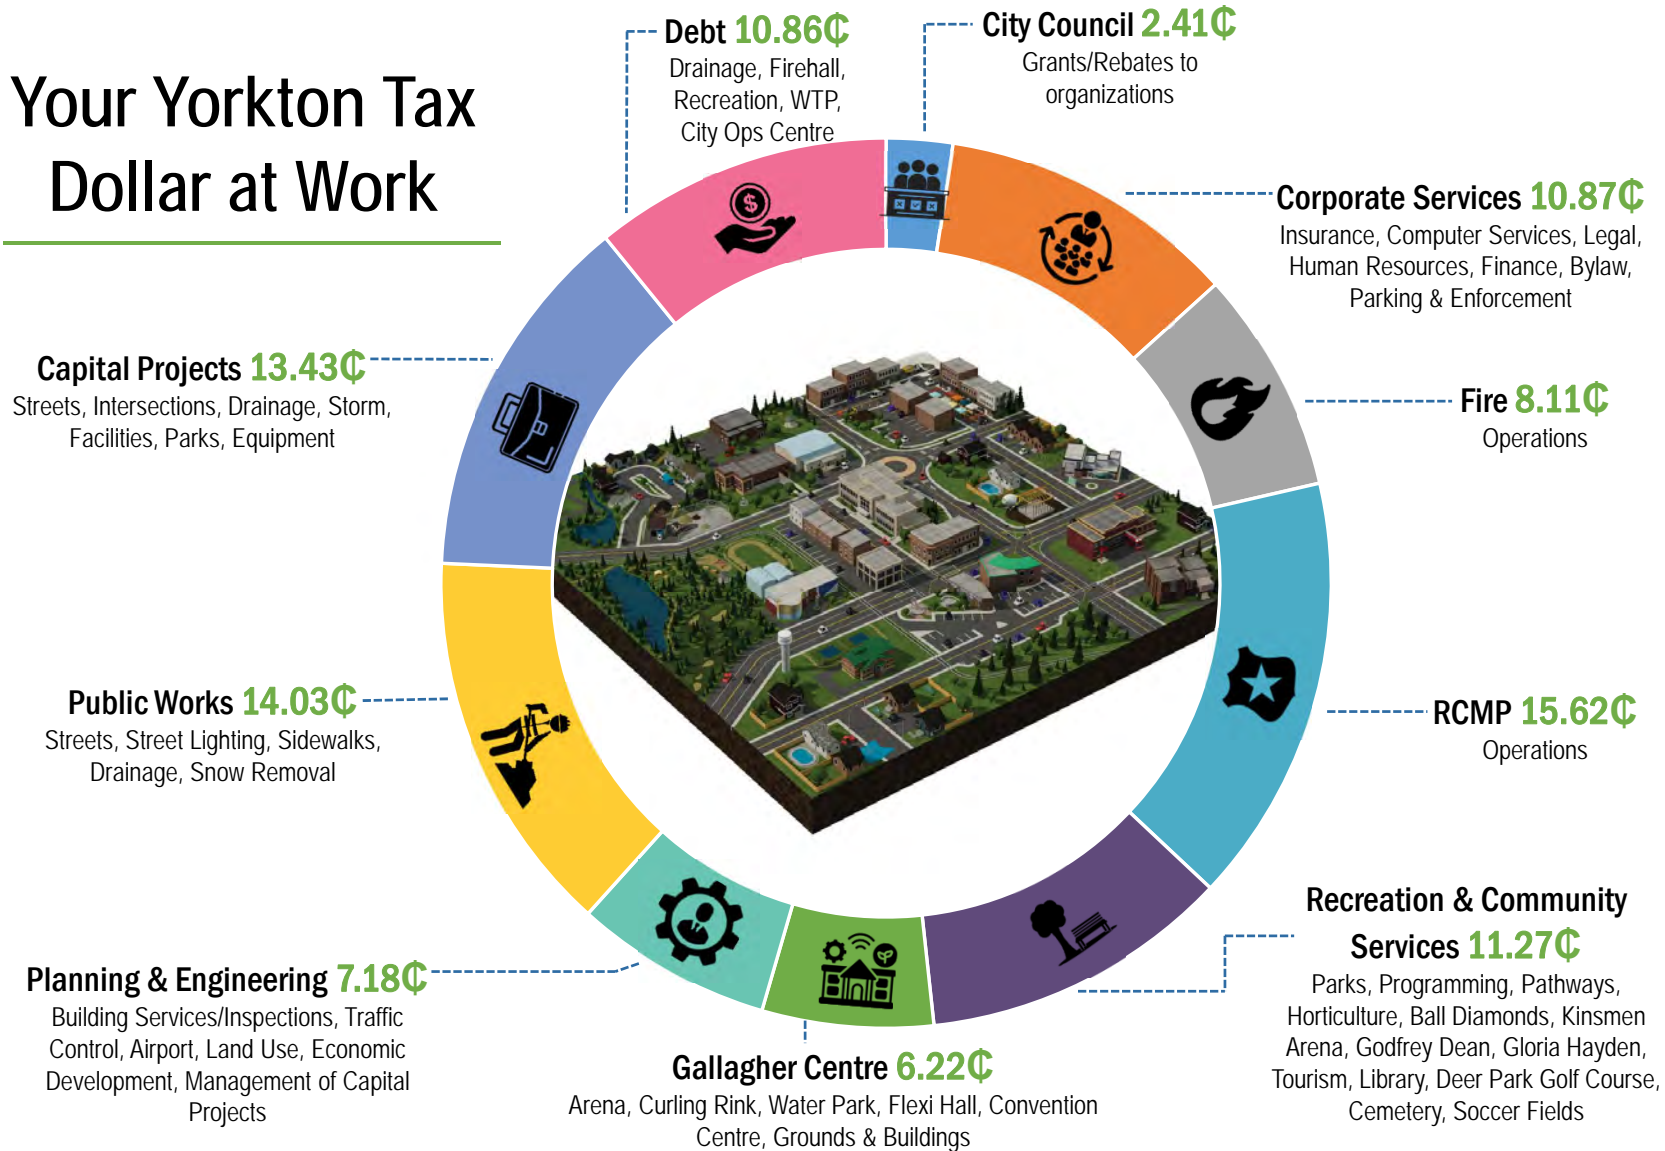 Your Yorkton Tax
Dollar at Work
Debt 10.86₵
Drainage, Firehall,
Recreation, WTP,
City Ops Centre
City Council 2.41₵
Grants/Rebates to
organizations
Corporate Services 10.87₵
Insurance, Computer Services, Legal,
Human Resources, Finance, Bylaw,
Parking & Enforcement
Fire 8.11₵
Operations
RCMP 15.62₵
Operations
Recreation & Community
Services 11.27₵
Parks, Programming, Pathways,
Horticulture, Ball Diamonds, Kinsmen
Arena, Godfrey Dean, Gloria Hayden,
Tourism, Library, Deer Park Golf Course,
Cemetery, Soccer Fields
Gallagher Centre 6.22₵
Arena, Curling Rink, Water Park, Flexi Hall, Convention
Centre, Grounds & Buildings
Planning & Engineering 7.18₵
Building Services/Inspections, Traffic
Control, Airport, Land Use, Economic
Development, Management of Capital
Projects
Public Works 14.03₵
Streets, Street Lighting, Sidewalks,
Drainage, Snow Removal
Capital Projects 13.43₵
Streets, Intersections, Drainage, Storm,
Facilities, Parks, Equipment